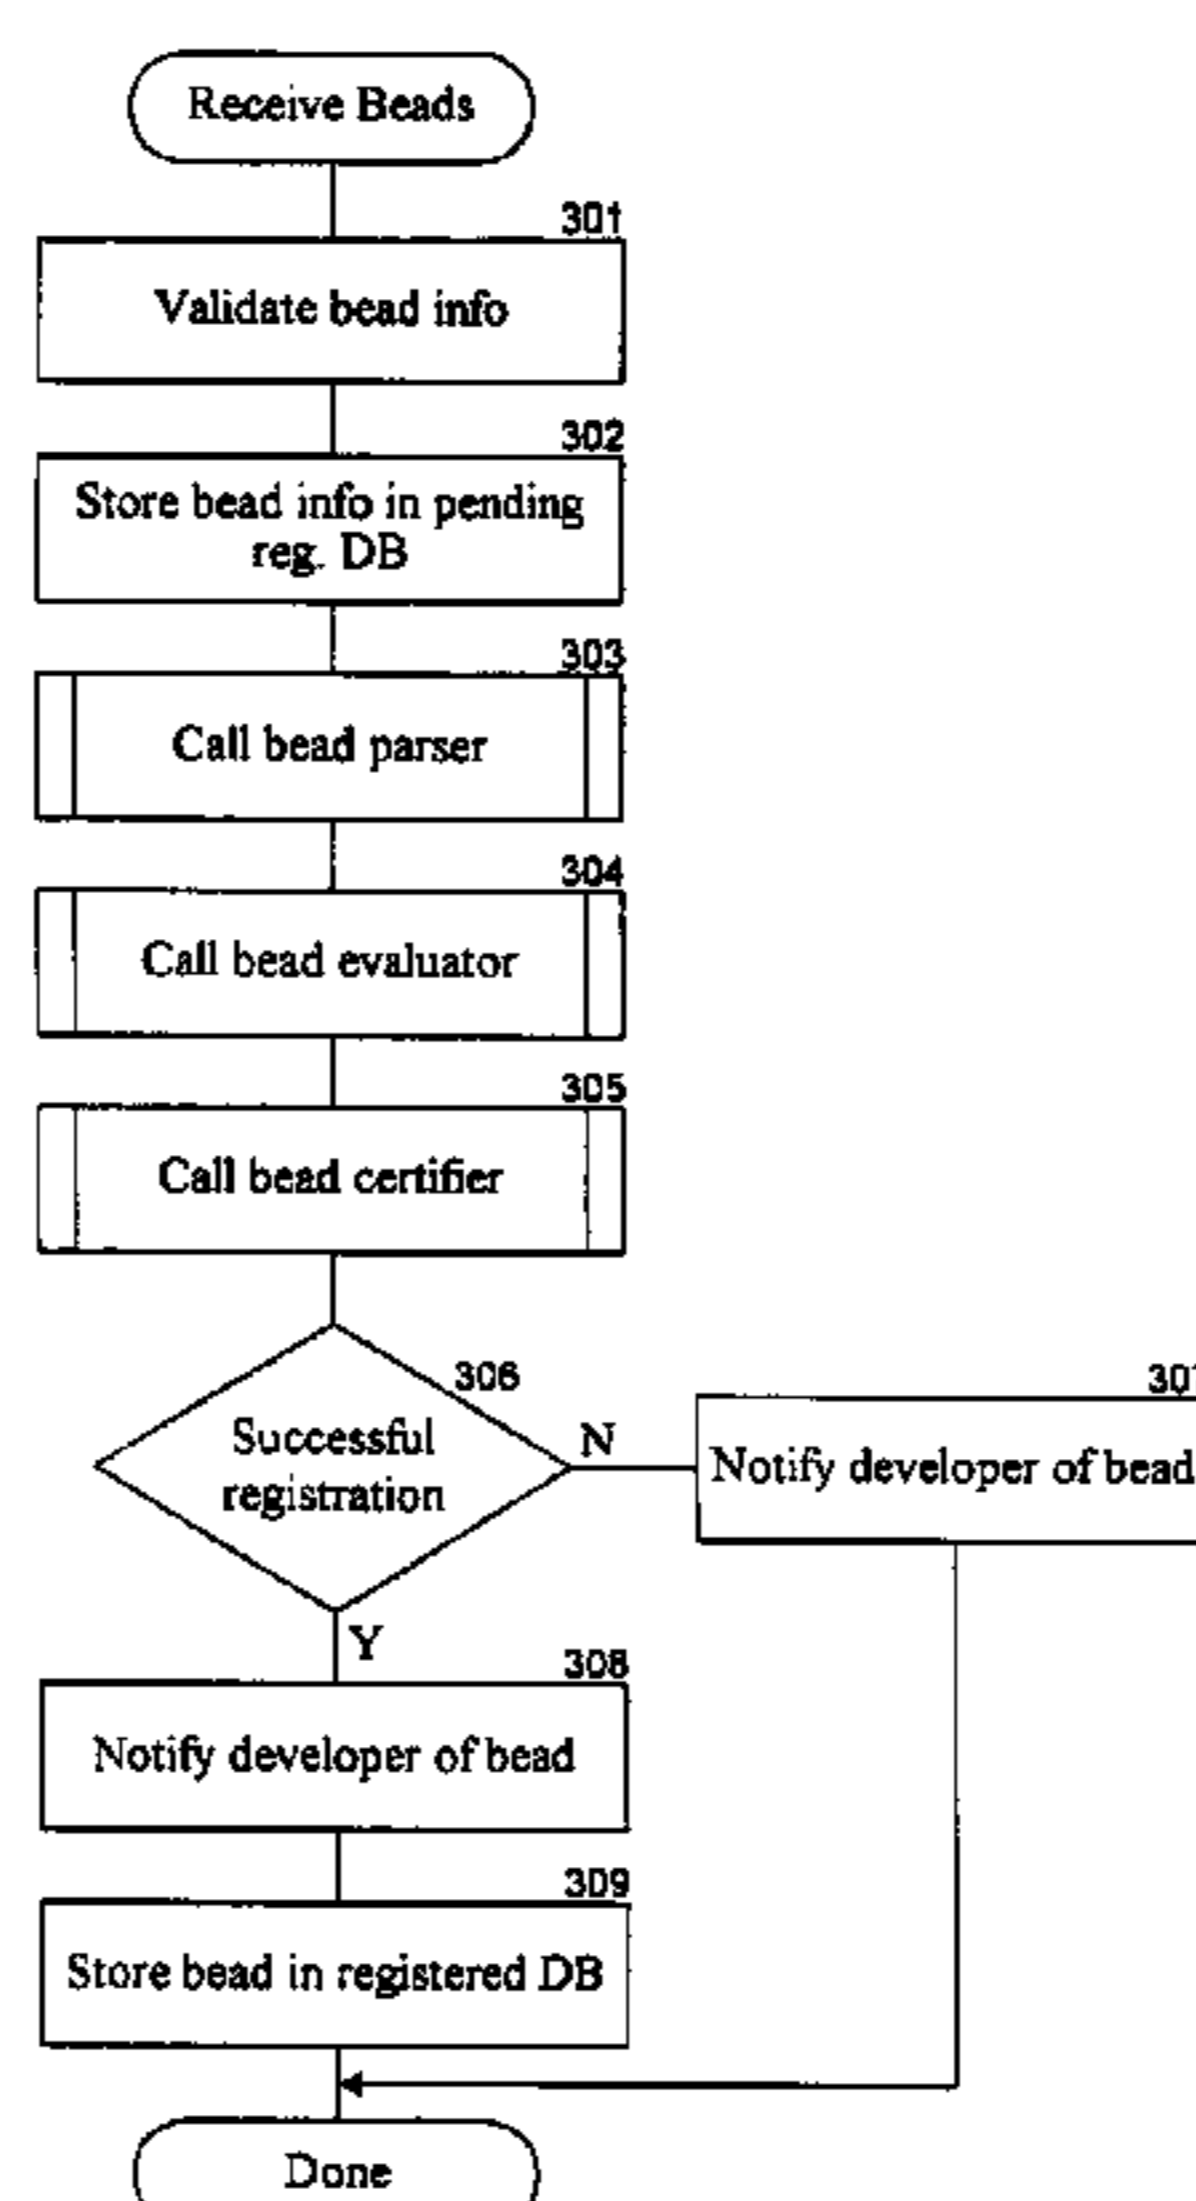 Receive Beads
301
Validate bead info
302
Store bead info in pending
reg. DB
303
Call bead parser
304
Call bead evaluator
305
Call bead certifier
306
Successful
registration
N
Notify developer of bead
Y
308
Notify developer of bead
309
Store bead in registered DB
Done